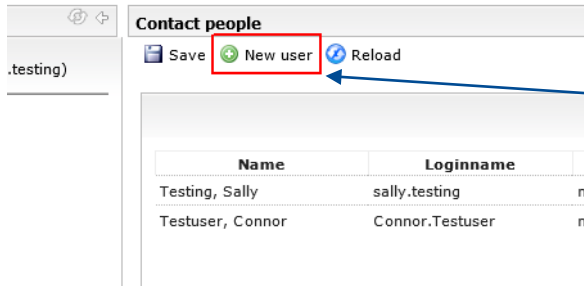 Contact people
Save New user Reload
.testing)
Name Loginname
Testing, Sally sally.testing
Testuser, Connor Connor.Testuser